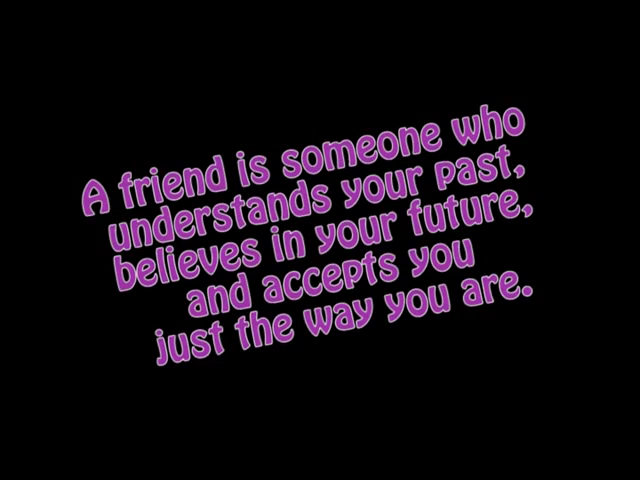 A friend is someone who
understands your past,
believes in your future,
and accepts you
just the way you are.